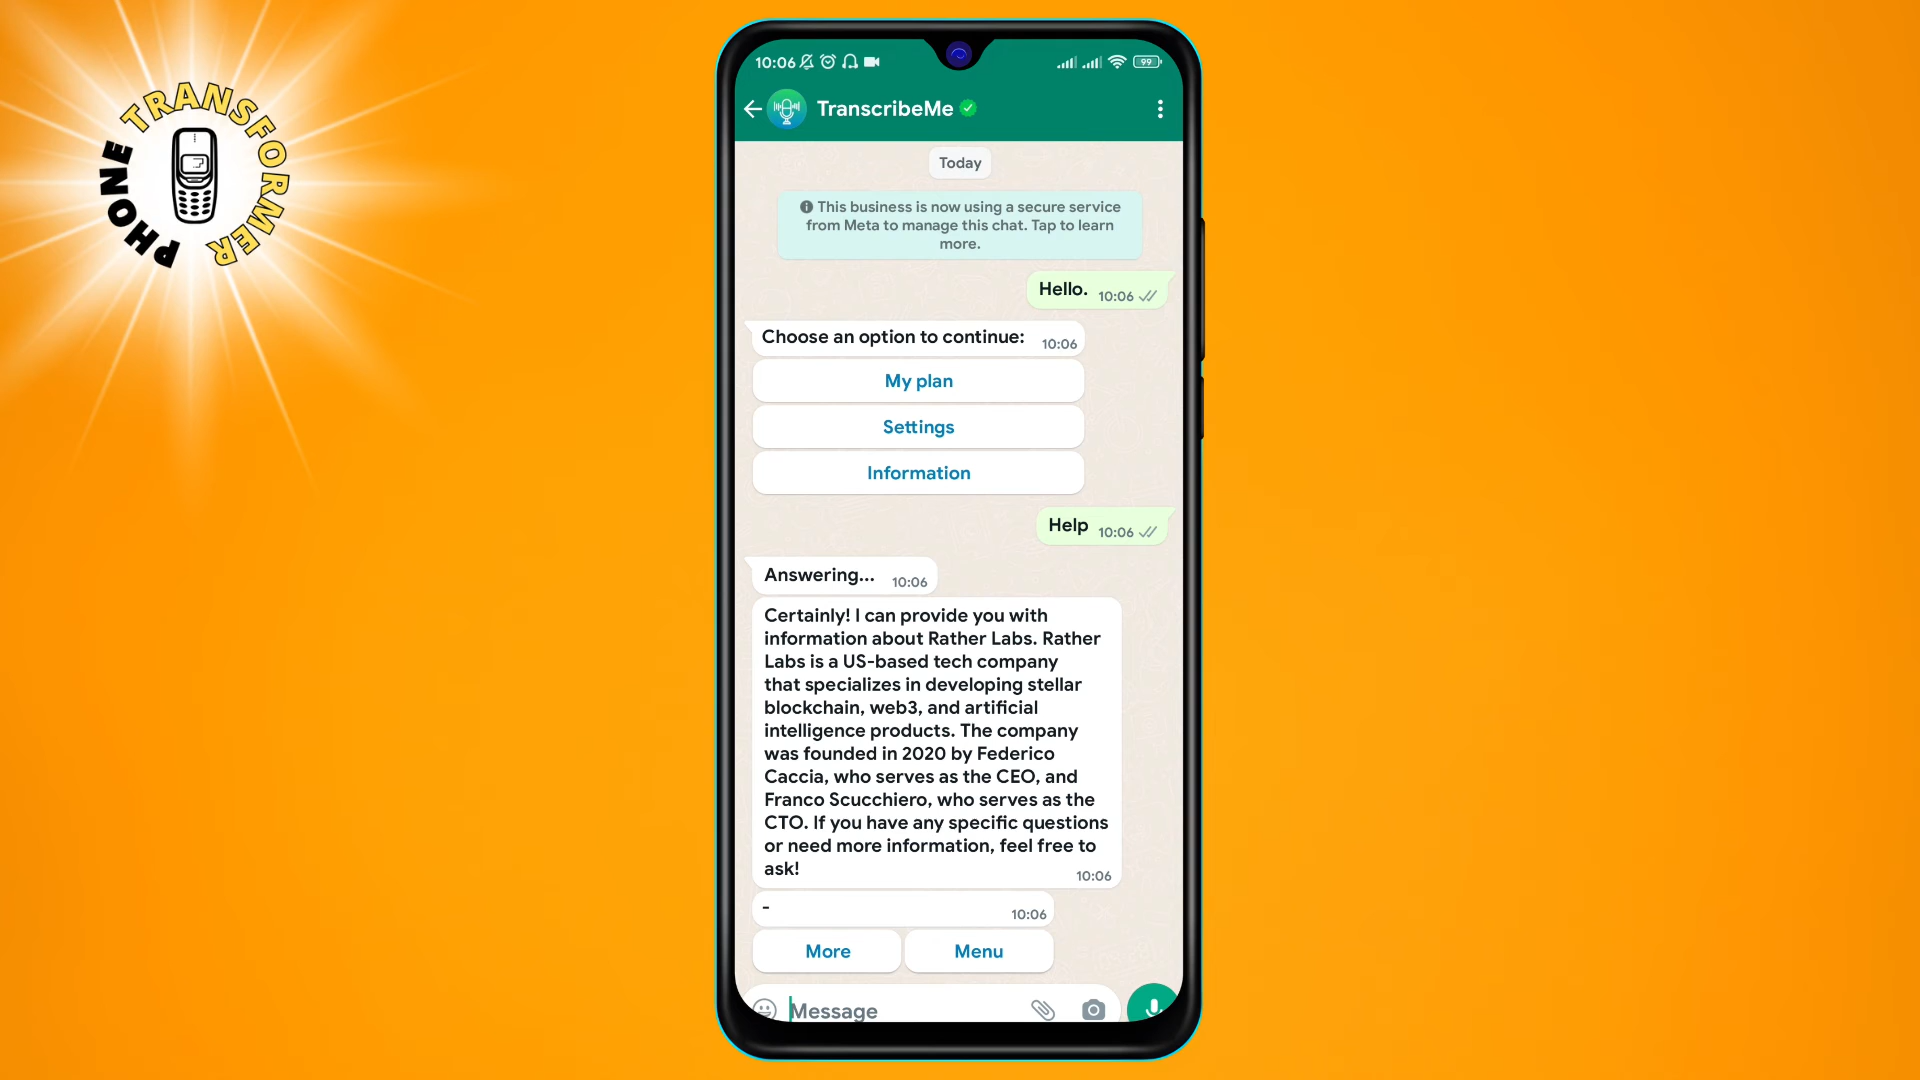 PHONE TRANSFORMER
10:06
99
TranscribeMe
Today
This business is now using a secure service
from Meta to manage this chat. Tap to learn
more.
Hello. 10:06
Choose an option to continue: 10:06
My plan
Settings
Information
Help 10:06
Answering... 10:06
Certainly! I can provide you with
information about Rather Labs. Rather
Labs is a US-based tech company
that specializes in developing stellar
blockchain, web3, and artificial
intelligence products. The company
was founded in 2020 by Federico
Caccia, who serves as the CEO, and
Franco Scucchiero, who serves as the
CTO. If you have any specific questions
or need more information, feel free to
ask! 10:06
- 10:06
More Menu
Message